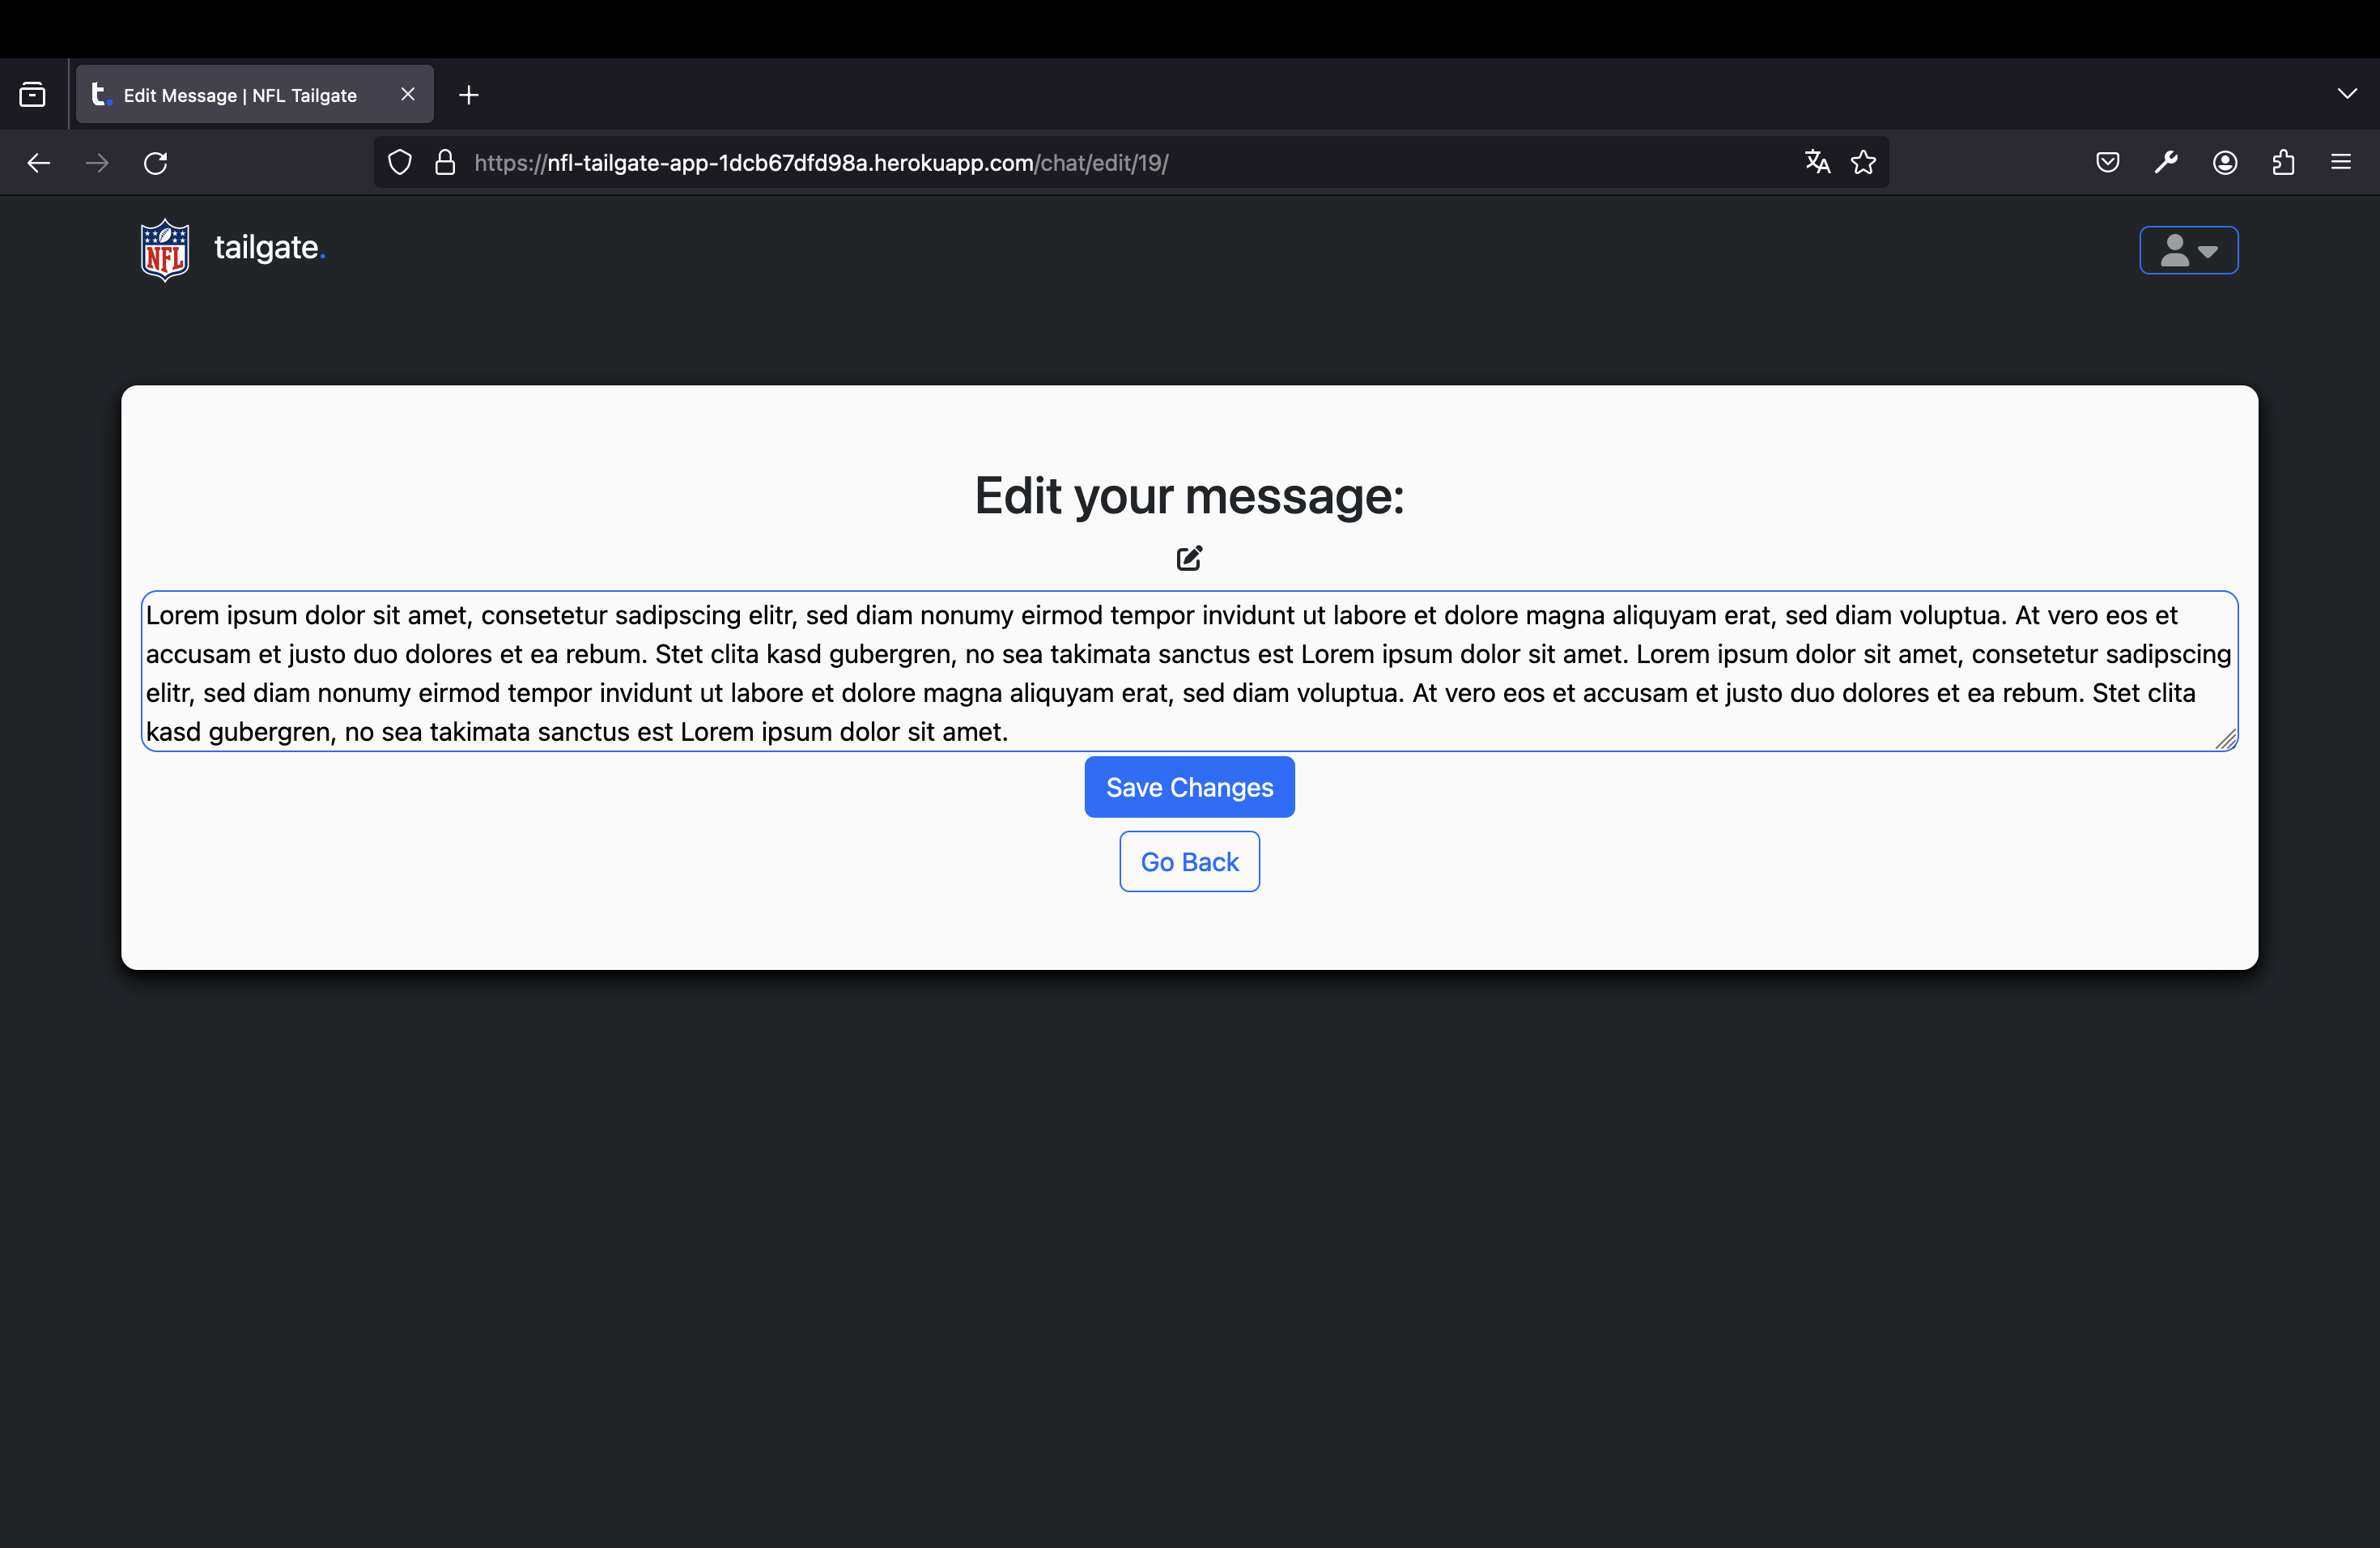 Edit Message | NFL Tailgate
https://nfl-tailgate-app-1dcb67dfd98a.herokuapp.com/chat/edit/19/
NFL
tailgate.
Edit your message:
Lorem ipsum dolor sit amet, consetetur sadipscing elitr, sed diam nonumy eirmod tempor invidunt ut labore et dolore magna aliquyam erat, sed diam voluptua. At vero eos et
accusam et justo duo dolores et ea rebum. Stet clita kasd gubergren, no sea takimata sanctus est Lorem ipsum dolor sit amet. Lorem ipsum dolor sit amet, consetetur sadipscing
elitr, sed diam nonumy eirmod tempor invidunt ut labore et dolore magna aliquyam erat, sed diam voluptua. At vero eos et accusam et justo duo dolores et ea rebum. Stet clita
kasd gubergren, no sea takimata sanctus est Lorem ipsum dolor sit amet.
Save Changes
Go Back